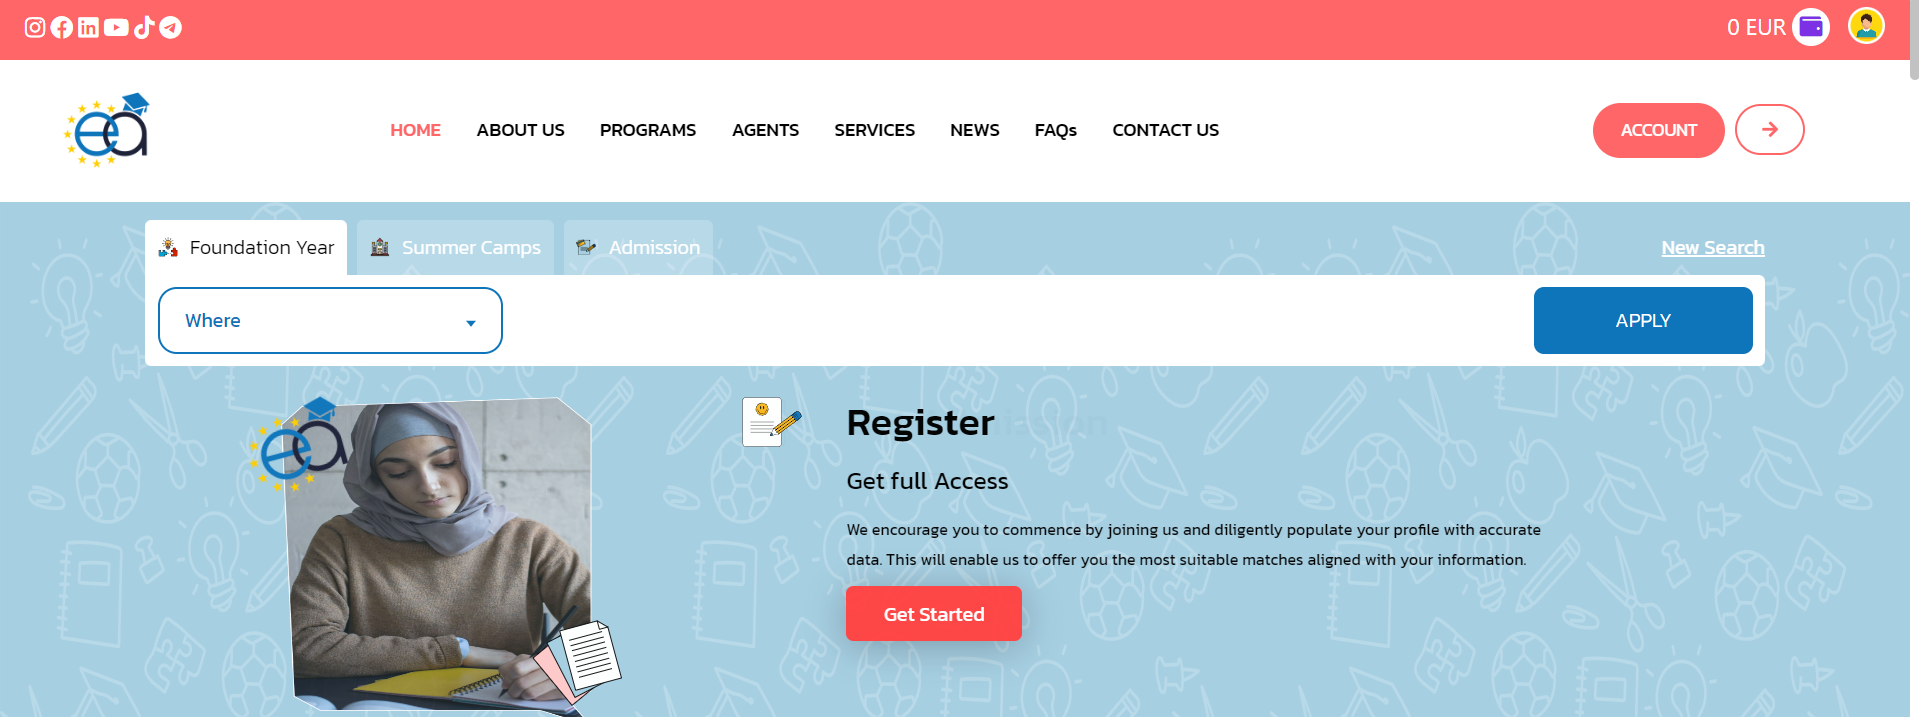 0 EUR
ea
HOME
ABOUT US
PROGRAMS
AGENTS
SERVICES
NEWS
FAQs
CONTACT US
ACCOUNT
Foundation Year
Summer Camps
Admission
New Search
Where
APPLY
ea
Register
Get full Access
We encourage you to commence by joining us and diligently populate your profile with accurate
data. This will enable us to offer you the most suitable matches aligned with your information.
Get Started